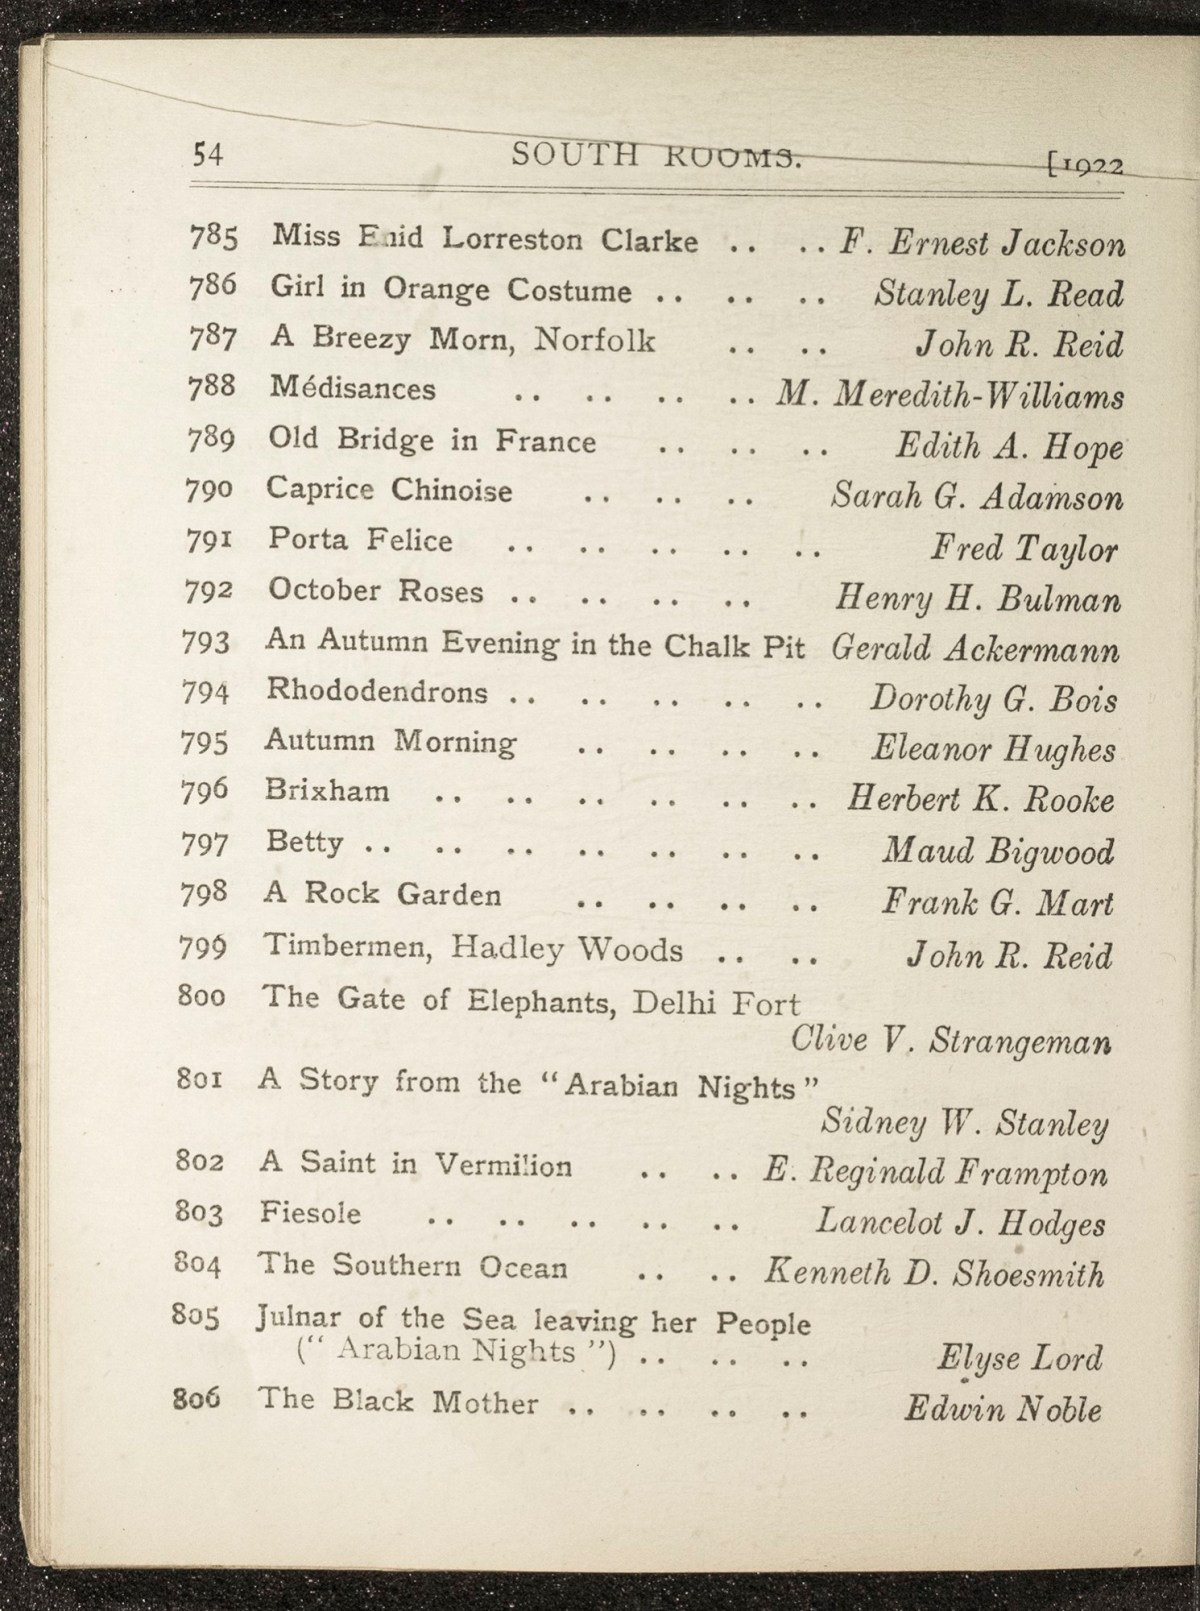 54 SOUTH ROOMS. [1922
785 Miss Enid Lorreston Clarke .. .. F. Ernest Jackson
786 Girl in Orange Costume .. .. .. Stanley L. Read
787 A Breezy Morn, Norfolk .. .. John R. Reid
788 Médisances .. .. .. .. M. Meredith-Williams
789 Old Bridge in France .. .. .. Edith A. Hope
790 Caprice Chinoise .. .. .. Sarah G. Adamson
791 Porta Felice .. .. .. .. .. Fred Taylor
792 October Roses .. .. .. .. Henry H. Bulman
793 An Autumn Evening in the Chalk Pit Gerald Ackermann
794 Rhododendrons .. .. .. .. .. Dorothy G. Bois
795 Autumn Morning .. .. .. .. Eleanor Hughes
796 Brixham .. .. .. .. .. .. Herbert K. Rooke
797 Betty .. .. .. .. .. .. .. Maud Bigwood
798 A Rock Garden .. .. .. .. Frank G. Mart
799 Timbermen, Hadley Woods .. .. John R. Reid
800 The Gate of Elephants, Delhi Fort
Clive V. Strangeman
801 A Story from the "Arabian Nights"
Sidney W. Stanley
802 A Saint in Vermilion .. .. E. Reginald Frampton
803 Fiesole .. .. .. .. .. Lancelot J. Hodges
804 The Southern Ocean .. .. Kenneth D. Shoesmith
805 Julnar of the Sea leaving her People
("Arabian Nights") .. .. .. Elyse Lord
806 The Black Mother .. .. .. .. Edwin Noble